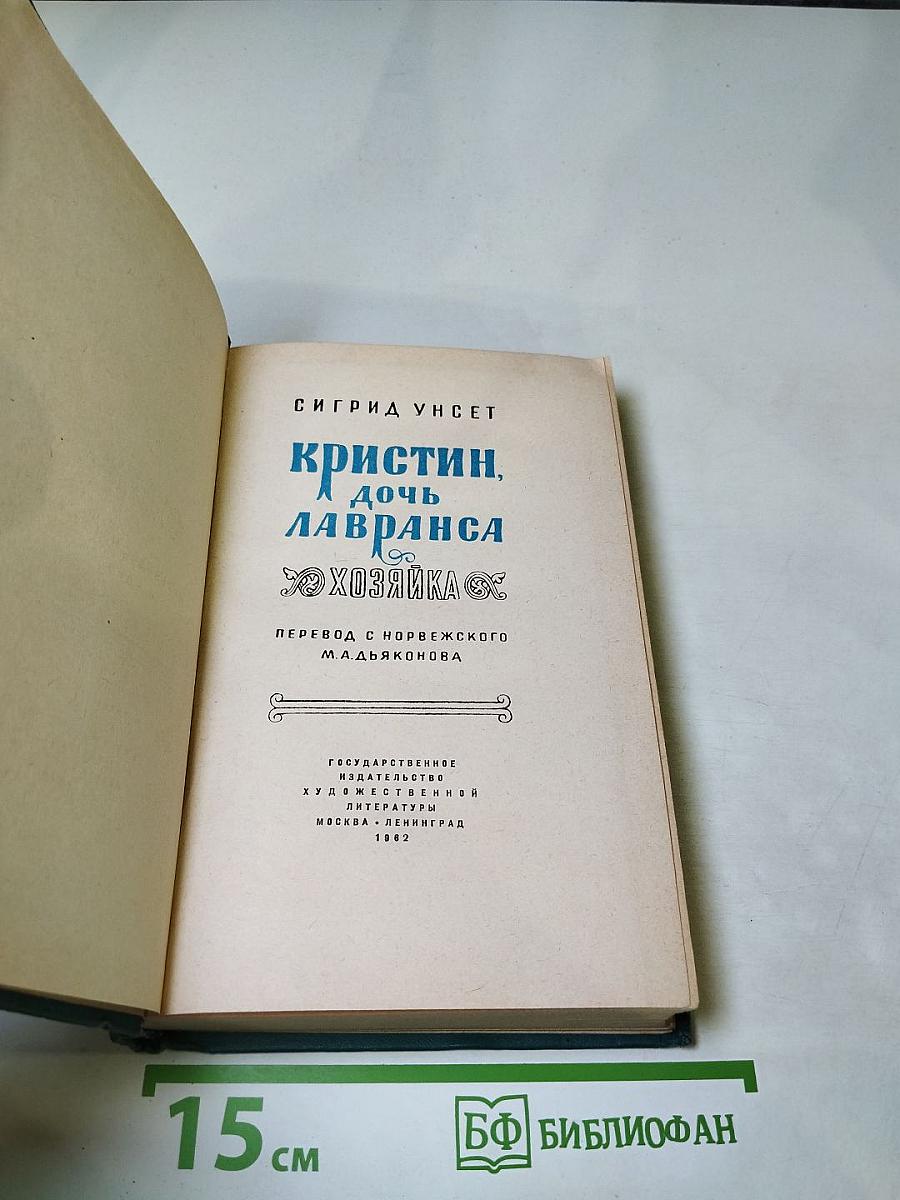 СИГРИД УНСЕТ
КРИСТИН,
ДОЧЬ
ЛАВРАНСА
ХОЗЯЙКА
ПЕРЕВОД С НОРВЕЖСКОГО
М.А.ДЬЯКОНОВА
ГОСУДАРСТВЕННОЕ
ИЗДАТЕЛЬСТВО
ХУДОЖЕСТВЕННОЙ
ЛИТЕРАТУРЫ
МОСКВА • ЛЕНИНГРАД
1962
15 см
БФ БИБЛИОФАН